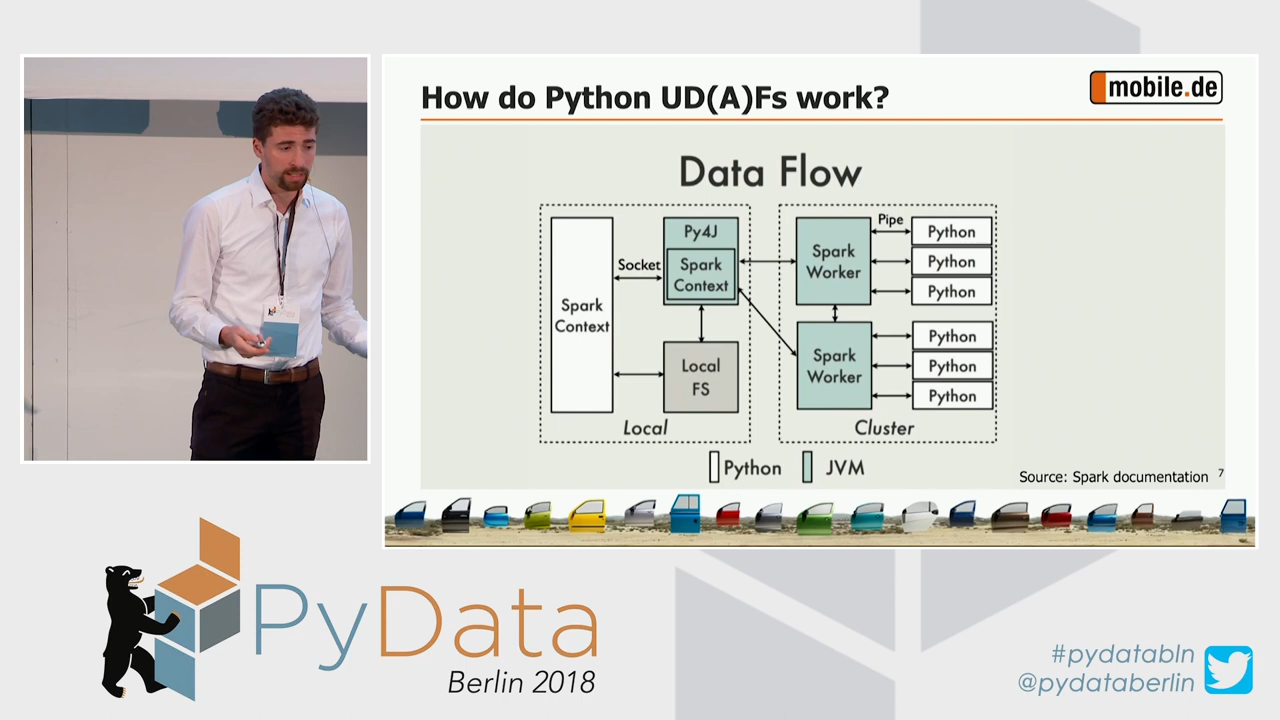 How do Python UD(A)Fs work?
mobile.de
Data Flow
Spark
Context
Socket
Py4J
Spark
Context
Local
FS
Local
Spark
Worker
Spark
Worker
Pipe
Python
Python
Python
Python
Python
Python
Cluster
Python
JVM
Source: Spark documentation
7
PyData
Berlin 2018
#pydatabln
@pydataberlin